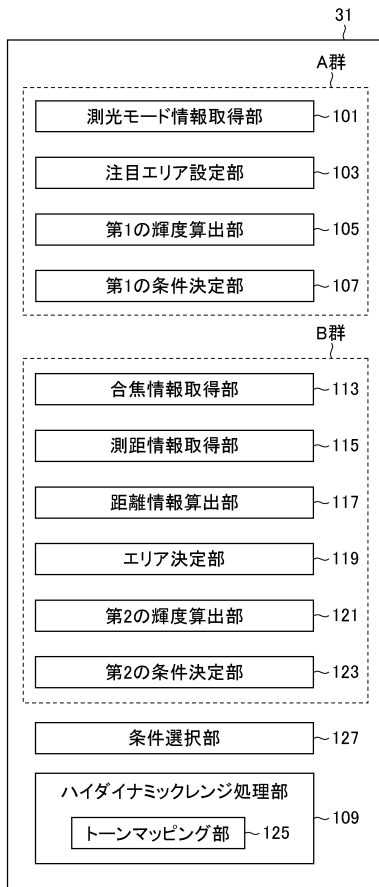 31
A群
測光モード情報取得部 101
注目エリア設定部 103
第1の輝度算出部 105
第1の条件決定部 107
B群
合焦情報取得部 113
測距情報取得部 115
距離情報算出部 117
エリア決定部 119
第2の輝度算出部 121
第2の条件決定部 123
条件選択部 127
ハイダイナミックレンジ処理部 109
トーンマッピング部 125